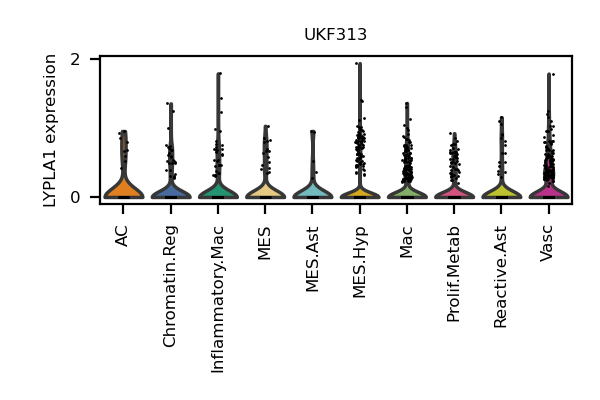 UKF313
LYPLA1 expression
2
0
AC
Chromatin.Reg
Inflammatory.Mac
MES
MES.Ast
MES.Hyp
Mac
Prolif.Metab
Reactive.Ast
Vasc